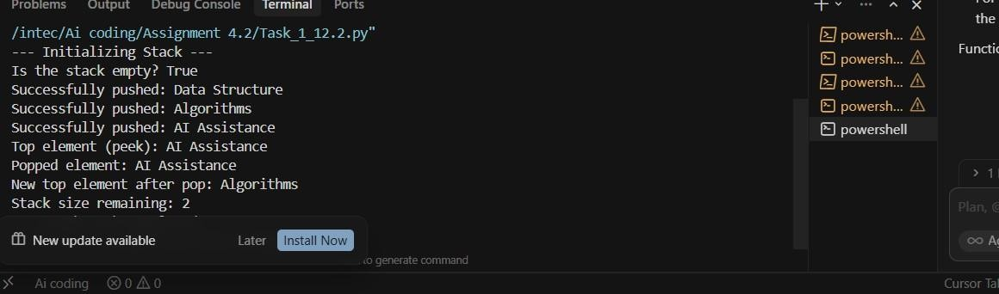 Problems Output Debug Console Terminal Ports
/intec/Ai coding/Assignment 4.2/Task_1_12.2.py"
--- Initializing Stack ---
Is the stack empty? True
Successfully pushed: Data Structure
Successfully pushed: Algorithms
Successfully pushed: AI Assistance
Top element (peek): AI Assistance
Popped element: AI Assistance
New top element after pop: Algorithms
Stack size remaining: 2
New update available Later Install Now
to generate command
powersh...
powersh...
powersh...
powersh...
powershell
the
Functio
1
Plan, @
Ag
Ai coding 0 0
Cursor Tab